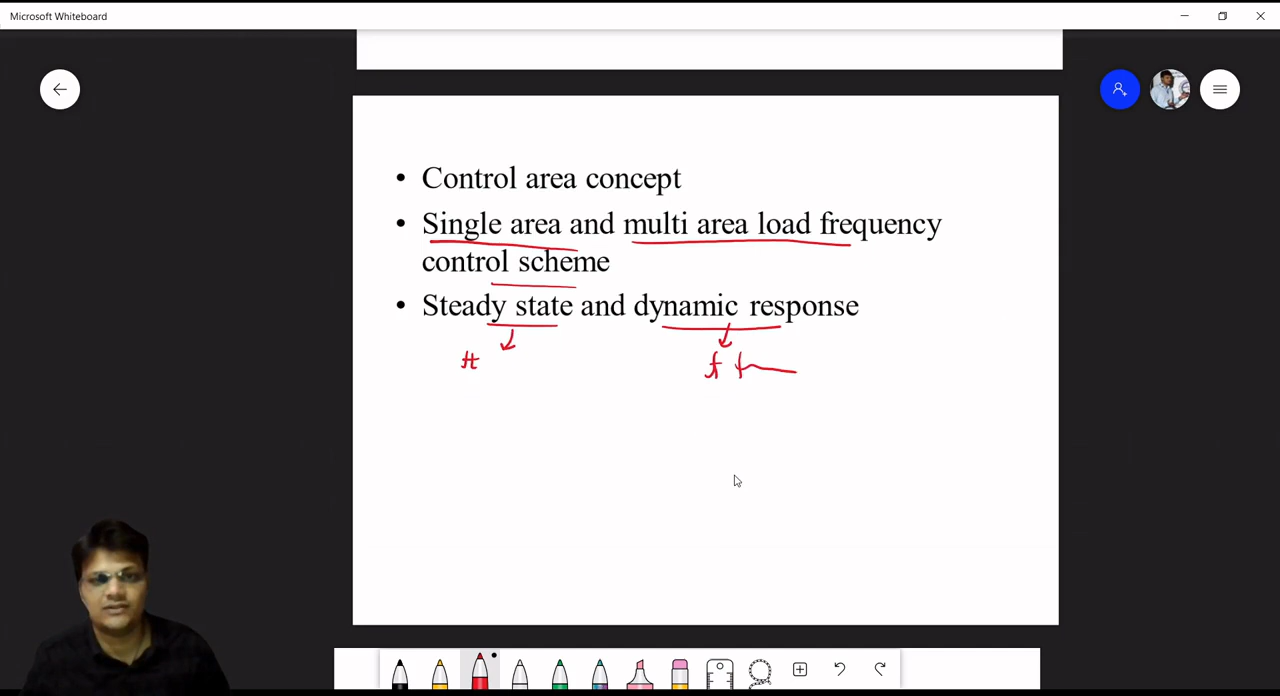 Microsoft Whiteboard
• Control area concept
• Single area and multi area load frequency
control scheme
• Steady state and dynamic response